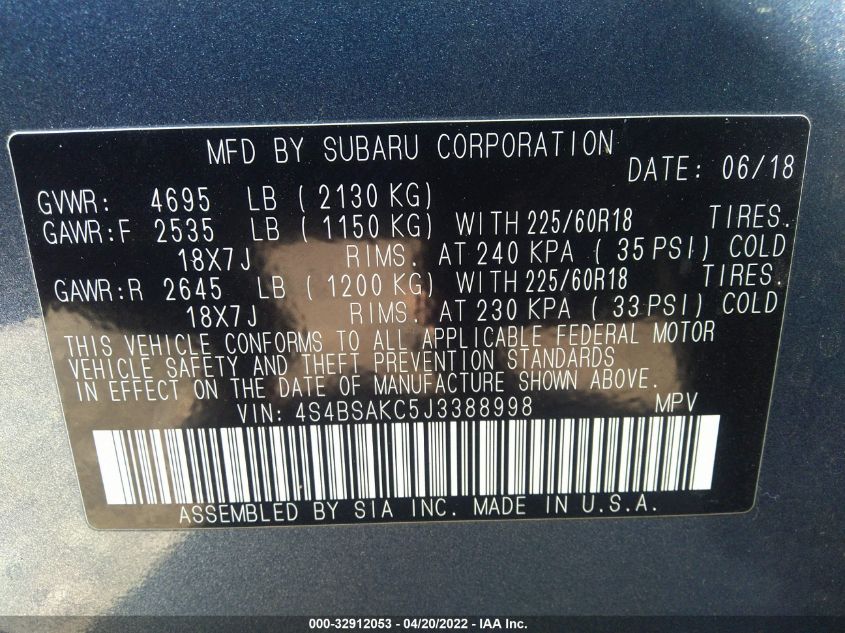 MFD BY SUBARU CORPORATION
DATE: 06/18
GVWR: 4695 LB ( 2130 KG)
GAWR:F 2535 LB ( 1150 KG) WITH 225/60R18 TIRES.
18X7J RIMS. AT 240 KPA ( 35 PSI) COLD
GAWR:R 2645 LB ( 1200 KG) WITH 225/60R18 TIRES.
18X7J RIMS. AT 230 KPA ( 33 PSI) COLD
THIS VEHICLE CONFORMS TO ALL APPLICABLE FEDERAL MOTOR
VEHICLE SAFETY AND THEFT PREVENTION STANDARDS
IN EFFECT ON THE DATE OF MANUFACTURE SHOWN ABOVE.
VIN: 4S4BSAKC5J3388998 MPV
ASSEMBLED BY SIA INC. MADE IN U.S.A.
000-32912053 - 04/20/2022 - IAA Inc.